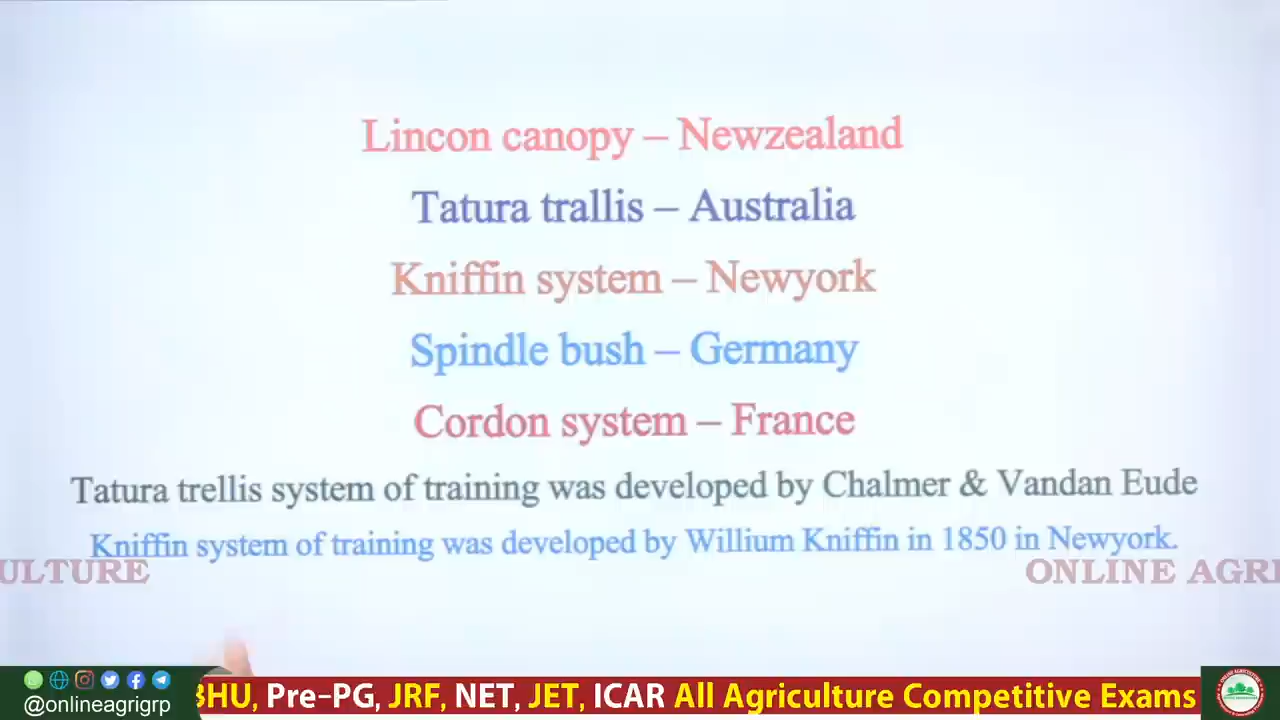 Lincon canopy – Newzealand
Tatura trallis – Australia
Kniffin system – Newyork
Spindle bush – Germany
Cordon system – France
Tatura trellis system of training was developed by Chalmer & Vandan Eude
Kniffin system of training was developed by Willium Kniffin in 1850 in Newyork.
ULTURE ONLINE AGRI
@onlineagrigrp
BHU, Pre-PG, JRF, NET, JET, ICAR All Agriculture Competitive Exams